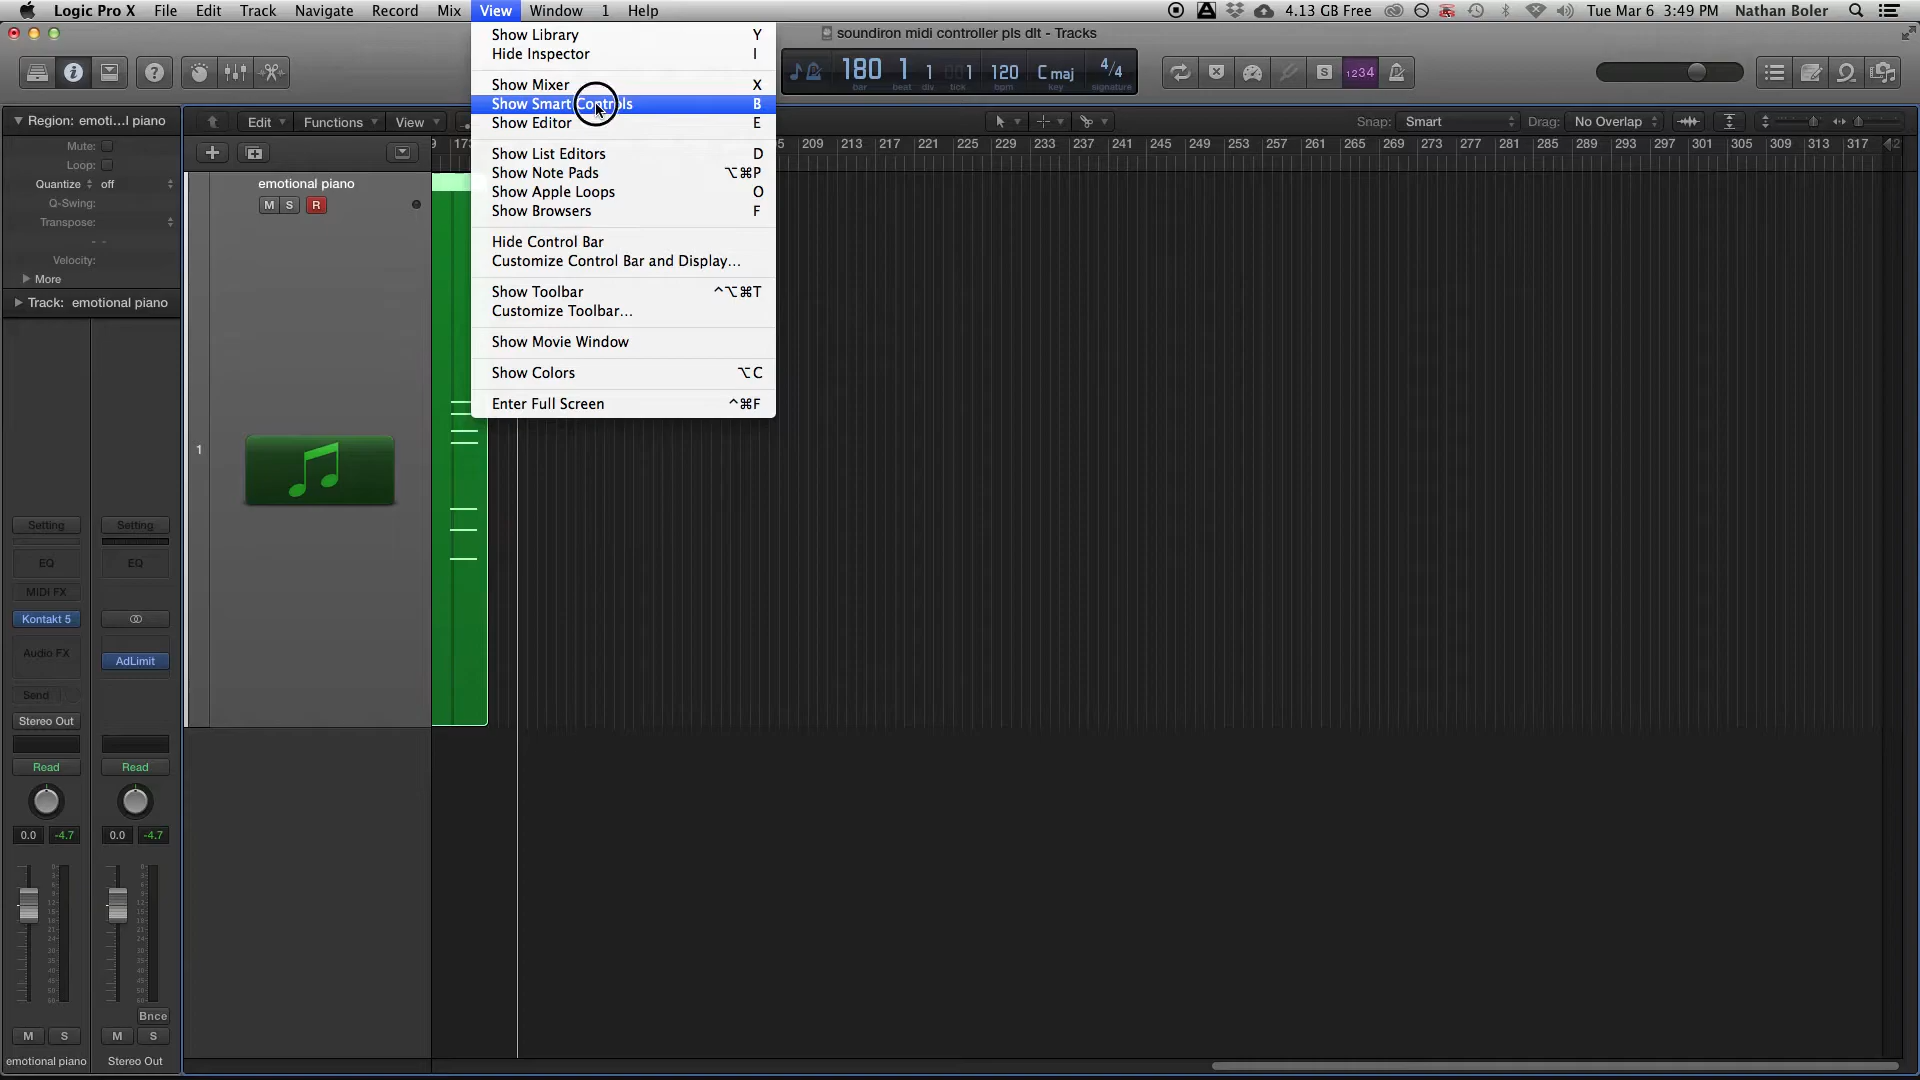 Logic Pro X File Edit Track Navigate Record Mix View Window 1 Help 4.13 GB Free Tue Mar 6 3:49 PM Nathan Boler
soundiron midi controller pls dlt - Tracks
180 1 1 1 120 C maj 4/4
bar beat div tick bpm key signature
1234
Show Library Y
Hide Inspector I
Show Mixer X
Show Smart Controls B
Show Editor E
Show List Editors D
Show Note Pads ⌥⌘P
Show Apple Loops O
Show Browsers F
Hide Control Bar
Customize Control Bar and Display...
Show Toolbar ^⌥⌘T
Customize Toolbar...
Show Movie Window
Show Colors ⌥C
Enter Full Screen ^⌘F
Region: emoti...l piano
Mute:
Loop:
Quantize off
Q-Swing:
Transpose:
- -
Velocity:
More
Track: emotional piano
Edit Functions View
Snap: Smart Drag: No Overlap
209 213 217 221 225 229 233 237 241 245 249 253 257 261 265 269 273 277 281 285 289 293 297 301 305 309 313 317
emotional piano
M S R
1
Setting Setting
EQ EQ
MIDI FX
Kontakt 5
Audio FX
AdLimit
Send
Stereo Out
Read Read
0.0 -4.7 0.0 -4.7
Bnce
M S M S
emotional piano Stereo Out